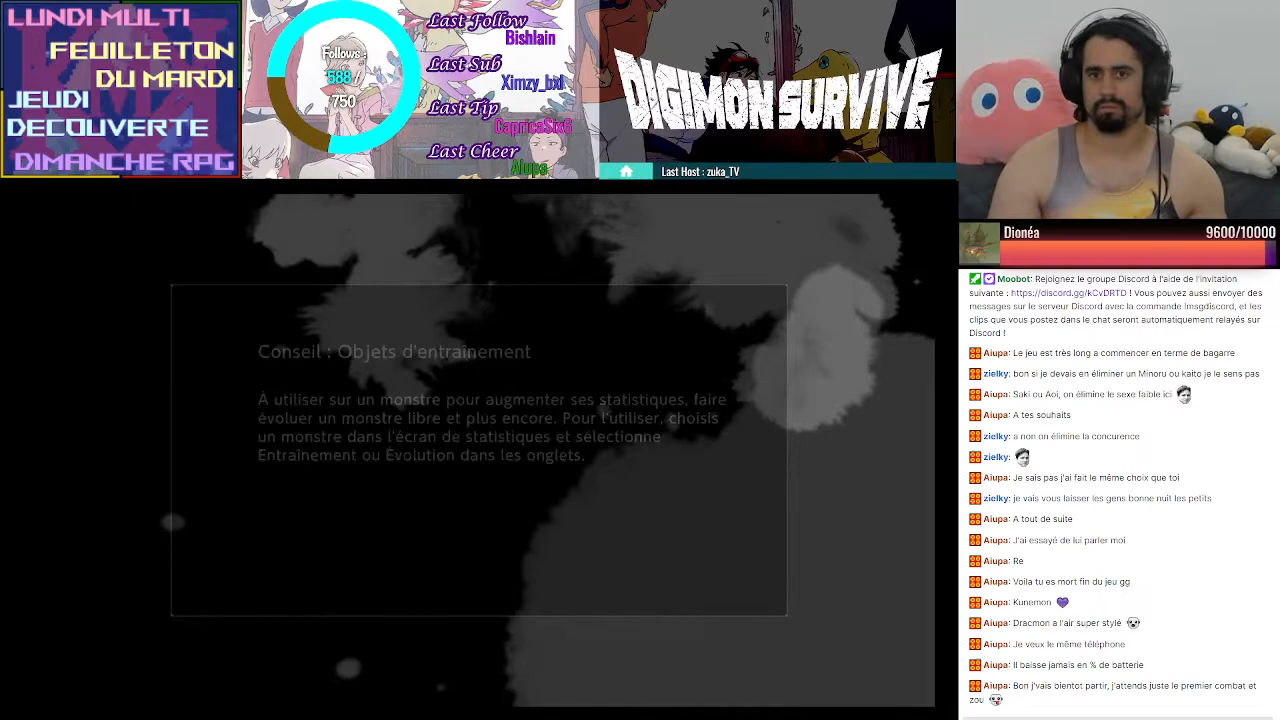 LUNDI MULTI
FEUILLETON
DU MARDI
JEUDI
DECOUVERTE
DIMANCHE RPG
Follows :
588 /
750
Last Follow
Bishlain
Last Sub
Ximzy_bxl
Last Tip
CapricaSix6
Last Cheer
Aiupa
DIGIMON SURVIVE
Last Host : zuka_TV
Dionéa 9600/10000
Conseil : Objets d'entraînement
À utiliser sur un monstre pour augmenter ses statistiques, faire
évoluer un monstre libre et plus encore. Pour l'utiliser, choisis
un monstre dans l'écran de statistiques et sélectionne
Entraînement ou Évolution dans les onglets.
Moobot: Rejoignez le groupe Discord à l'aide de l'invitation
suivante : https://discord.gg/kCvDRTD ! Vous pouvez aussi envoyer des
messages sur le serveur Discord avec la commande !msgdiscord, et les
clips que vous postez dans le chat seront automatiquement relayés sur
Discord !
Aiupa: Le jeu est très long a commencer en terme de bagarre
zielky: bon si je devais en éliminer un Minoru ou kaito je le sens pas
Aiupa: Saki ou Aoi, on élimine le sexe faible ici
Aiupa: A tes souhaits
zielky: a non on élimine la concurence
zielky:
Aiupa: Je sais pas j'ai fait le même choix que toi
zielky: je vais vous laisser les gens bonne nuit les petits
Aiupa: A tout de suite
Aiupa: J'ai essayé de lui parler moi
Aiupa: Re
Aiupa: Voila tu es mort fin du jeu gg
Aiupa: Kunemon
Aiupa: Dracmon a l'air super stylé
Aiupa: Je veux le même téléphone
Aiupa: Il baisse jamais en % de batterie
Aiupa: Bon j'vais bientot partir, j'attends juste le premier combat et
zou